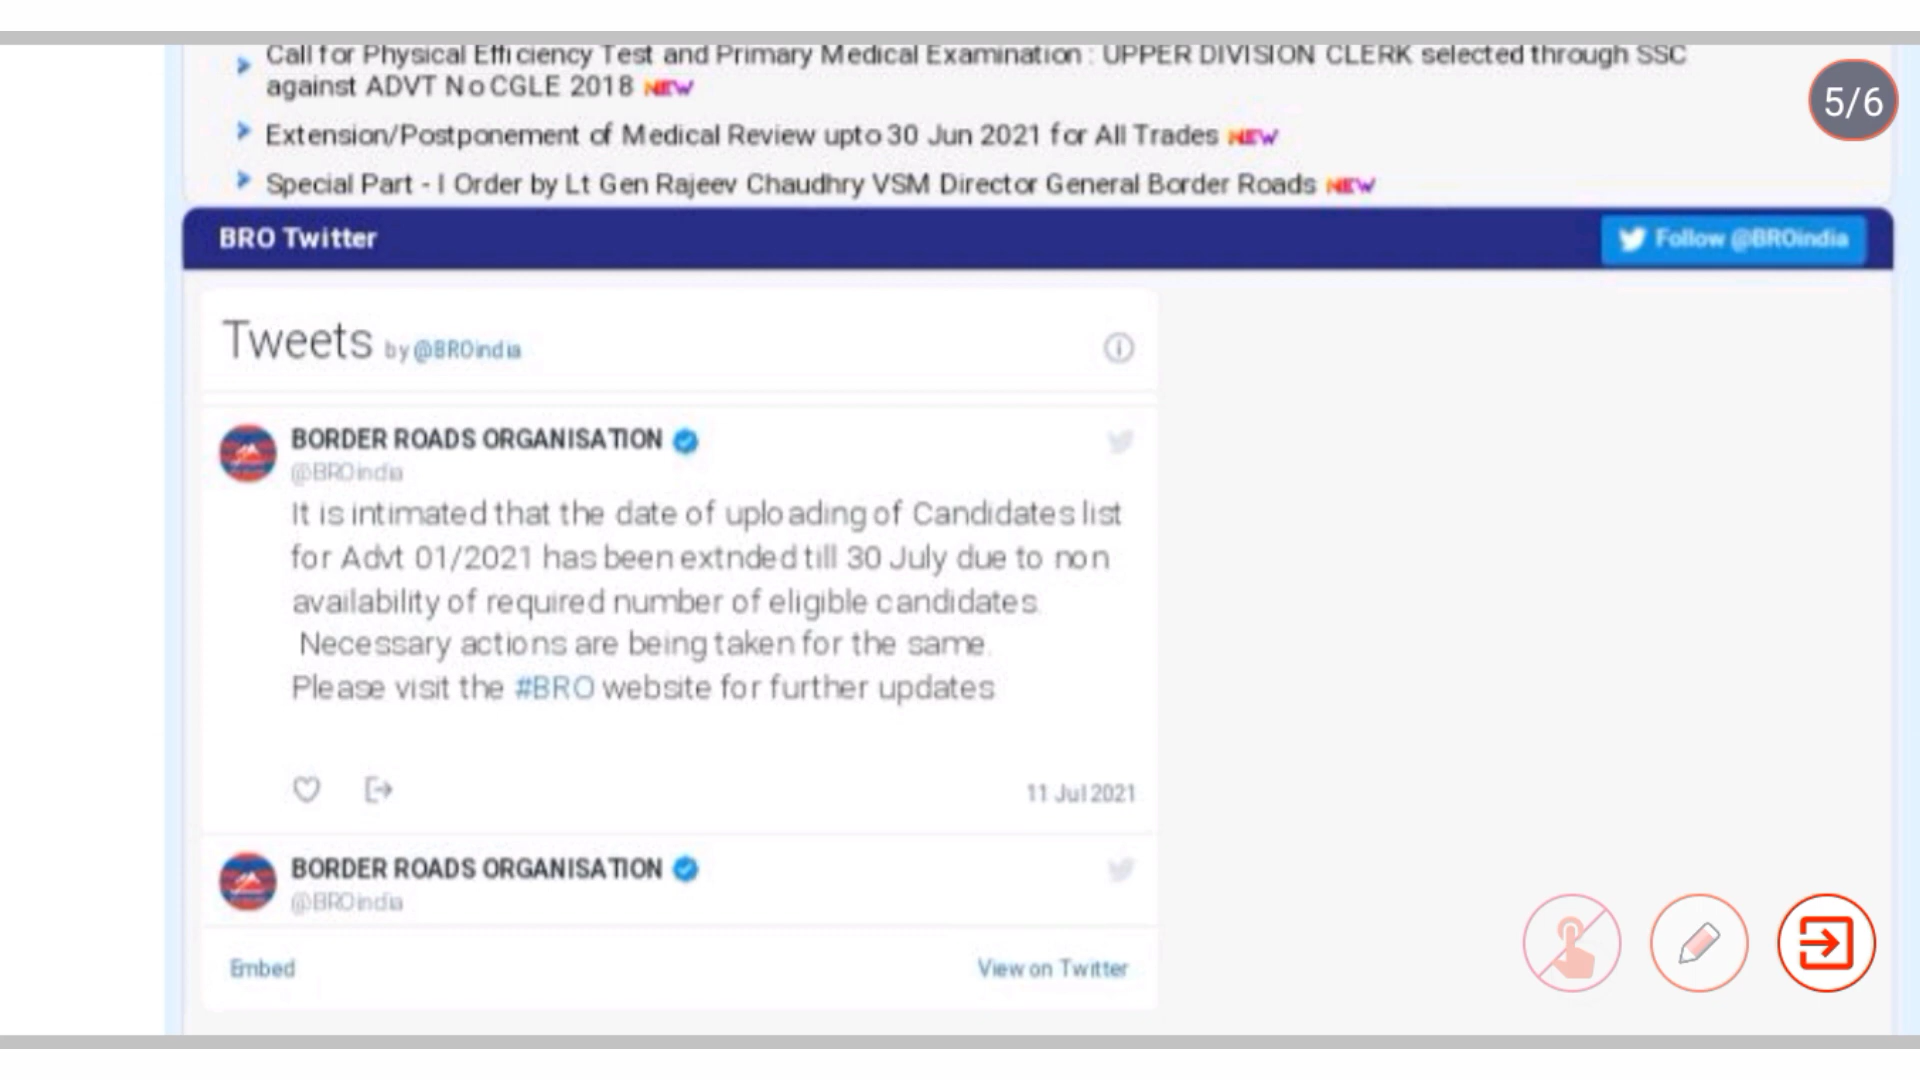 Call for Physical Efficiency Test and Primary Medical Examination : UPPER DIVISION CLERK selected through SSC
against ADVT No CGLE 2018 NEW
5/6
Extension/Postponement of Medical Review upto 30 Jun 2021 for All Trades NEW
Special Part - I Order by Lt Gen Rajeev Chaudhry VSM Director General Border Roads NEW
BRO Twitter
Follow @BROindia
Tweets by @BROindia
BORDER ROADS ORGANISATION
@BROindia
It is intimated that the date of uploading of Candidates list
for Advt 01/2021 has been extnded till 30 July due to non
availability of required number of eligible candidates.
Necessary actions are being taken for the same.
Please visit the #BRO website for further updates
11 Jul 2021
BORDER ROADS ORGANISATION
@BROindia
Embed
View on Twitter